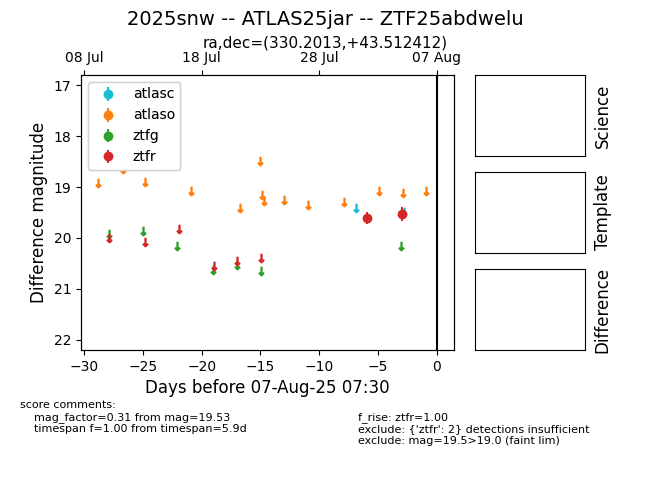 2025snw -- ATLAS25jar -- ZTF25abdwelu
ra,dec=(330.2013,+43.512412)
08 Jul
18 Jul
28 Jul
07 Aug
atlasc
atlaso
ztfg
ztfr
17
18
19
20
21
22
Difference magnitude
−30
−25
−20
−15
−10
−5
0
Days before 07-Aug-25 07:30
Science
Template
Difference
score comments:
mag_factor=0.31 from mag=19.53
timespan f=1.00 from timespan=5.9d
f_rise: ztfr=1.00
exclude: {'ztfr': 2} detections insufficient
exclude: mag=19.5>19.0 (faint lim)